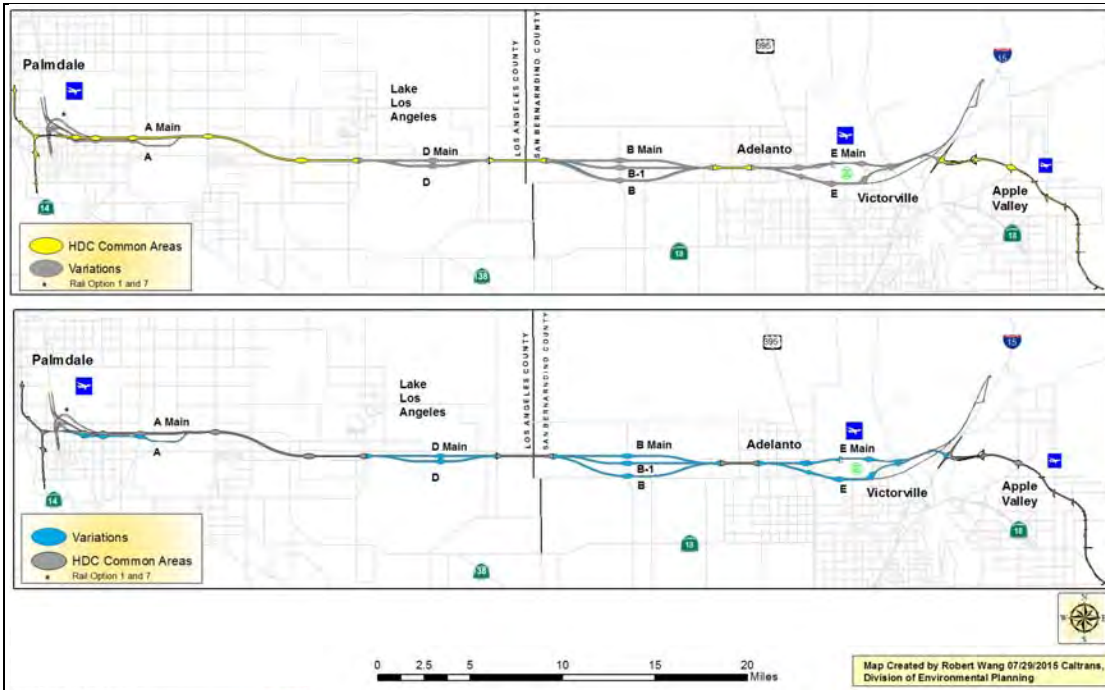 Palmdale
395
15
Lake
Los
Angeles
LOS ANGELES COUNTY
SAN BERNARNDINO COUNTY
*
A Main
A
D Main
D
B Main
B-1
B
Adelanto
E Main
E
Victorville
Apple
Valley
14
18
18
38
HDC Common Areas
Variations
* Rail Option 1 and 7
Palmdale
395
15
Lake
Los
Angeles
LOS ANGELES COUNTY
SAN BERNARNDINO COUNTY
*
A Main
A
D Main
D
B Main
B-1
B
Adelanto
E Main
E
Victorville
Apple
Valley
14
18
18
38
Variations
HDC Common Areas
* Rail Option 1 and 7
N
W E
S
0 2.5 5 10 15 20
Miles
Map Created by Robert Wang 07/29/2015 Caltrans,
Division of Environmental Planning